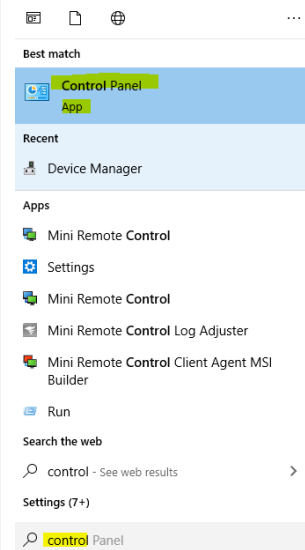 Best match
Control Panel
App
Recent
Device Manager
Apps
Mini Remote Control
Settings
Mini Remote Control
Mini Remote Control Log Adjuster
Mini Remote Control Client Agent MSI
Builder
Run
Search the web
control - See web results
Settings (7+)
control Panel